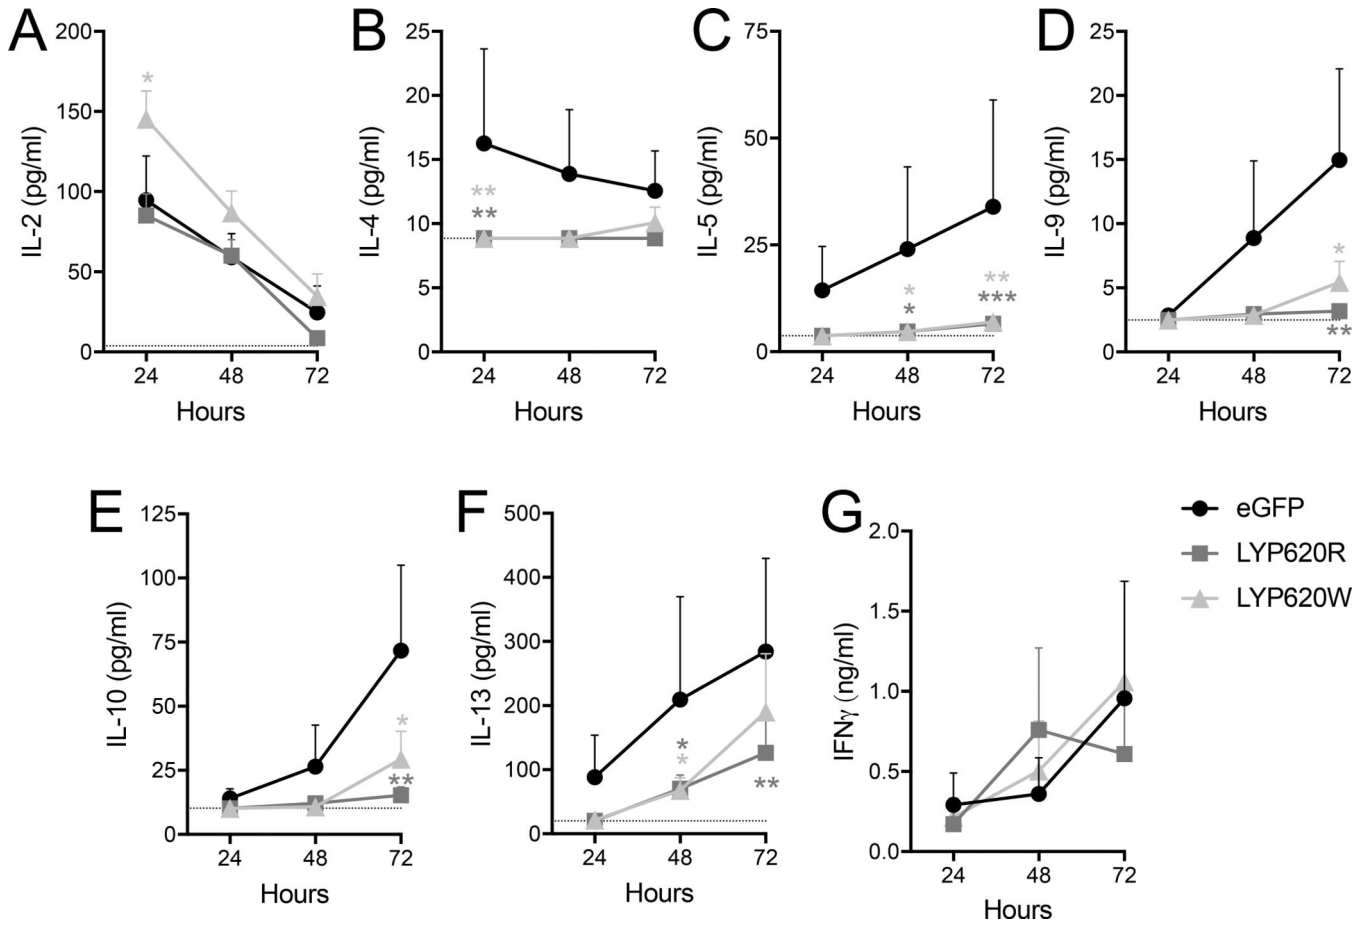 A
IL-2 (pg/ml)
200
150
100
50
0
*
24 48 72
Hours
B
IL-4 (pg/ml)
25
20
15
10
5
0
**
**
24 48 72
Hours
C
IL-5 (pg/ml)
75
50
25
0
*
*
**
***
24 48 72
Hours
D
IL-9 (pg/ml)
25
20
15
10
5
0
*
**
24 48 72
Hours
E
IL-10 (pg/ml)
125
100
75
50
25
0
*
**
24 48 72
Hours
F
IL-13 (pg/ml)
500
400
300
200
100
0
*
*
**
24 48 72
Hours
G
IFNγ (ng/ml)
2.0
1.5
1.0
0.5
0.0
24 48 72
Hours
eGFP
LYP620R
LYP620W